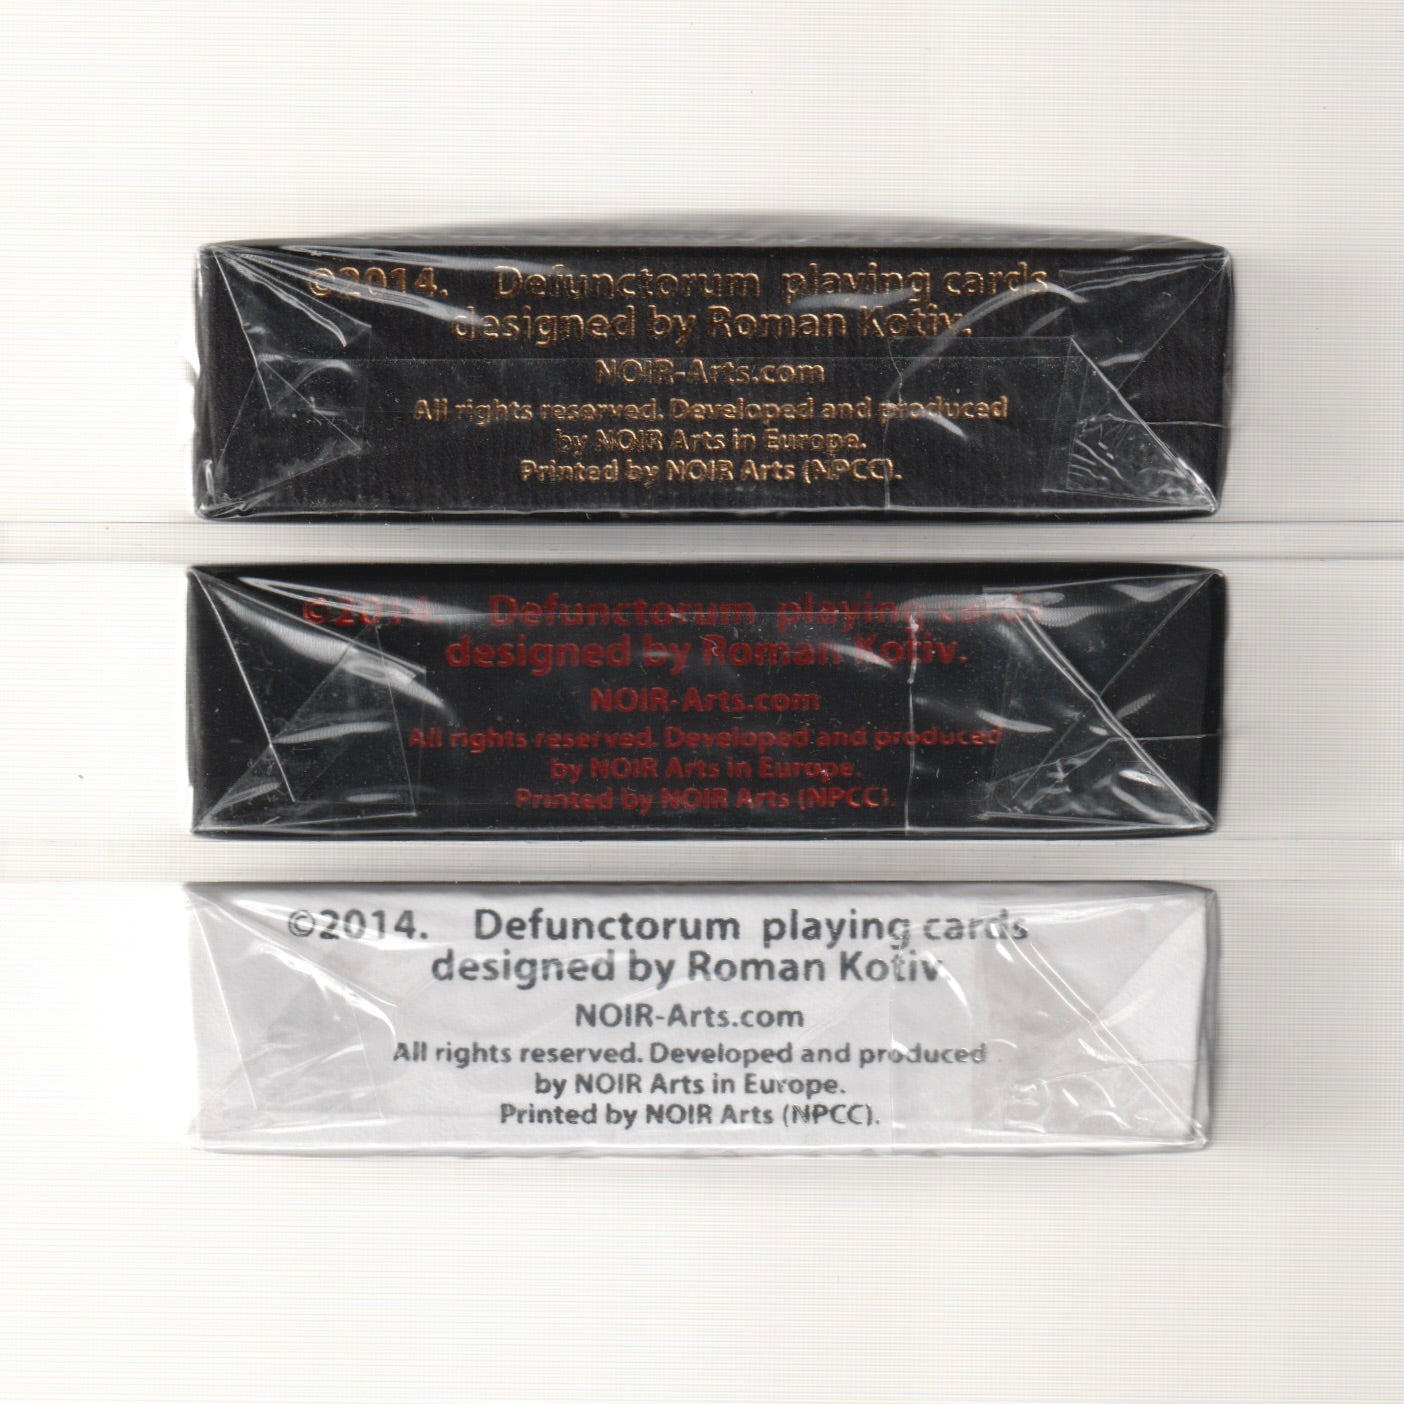 ©2014. Defunctorum playing cards
designed by Roman Kotiv.
NOIR-Arts.com
All rights reserved. Developed and produced
by NOIR Arts in Europe.
Printed by NOIR Arts (NPCC).
©2014. Defunctorum playing cards
designed by Roman Kotiv.
NOIR-Arts.com
All rights reserved. Developed and produced
by NOIR Arts in Europe.
Printed by NOIR Arts (NPCC).
©2014. Defunctorum playing cards
designed by Roman Kotiv
NOIR-Arts.com
All rights reserved. Developed and produced
by NOIR Arts in Europe.
Printed by NOIR Arts (NPCC).